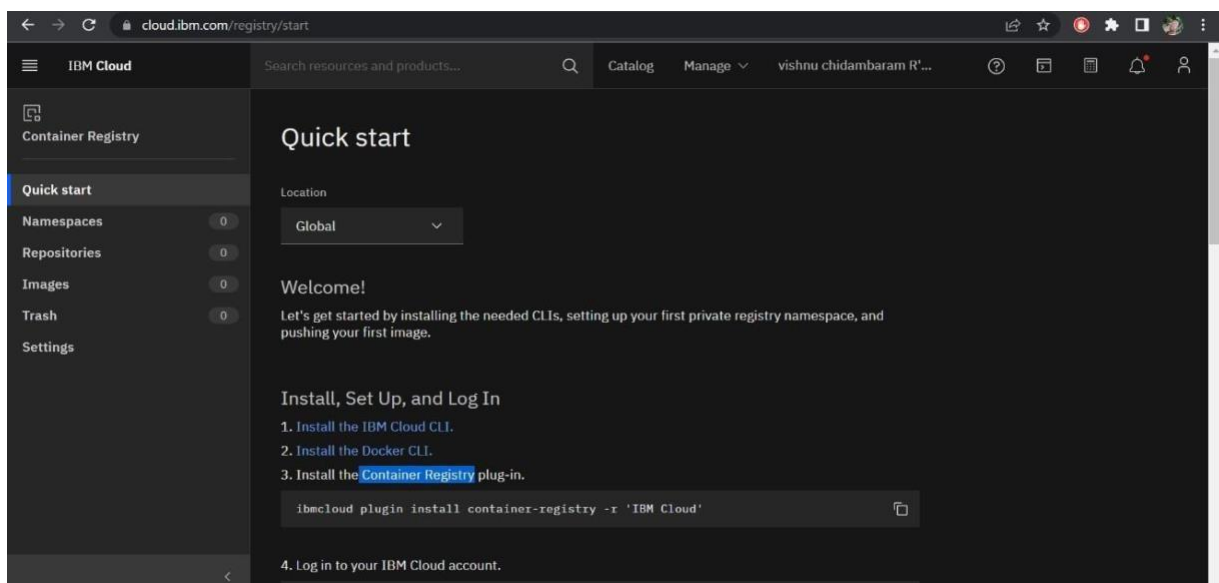 cloud.ibm.com/registry/start
IBM Cloud
Search resources and products...
Catalog
Manage
vishnu chidambaram R'...
Container Registry
Quick start
Namespaces 0
Repositories 0
Images 0
Trash 0
Settings
Quick start
Location
Global
Welcome!
Let's get started by installing the needed CLIs, setting up your first private registry namespace, and
pushing your first image.
Install, Set Up, and Log In
1. Install the IBM Cloud CLI.
2. Install the Docker CLI.
3. Install the Container Registry plug-in.
ibmcloud plugin install container-registry -r 'IBM Cloud'
4. Log in to your IBM Cloud account.